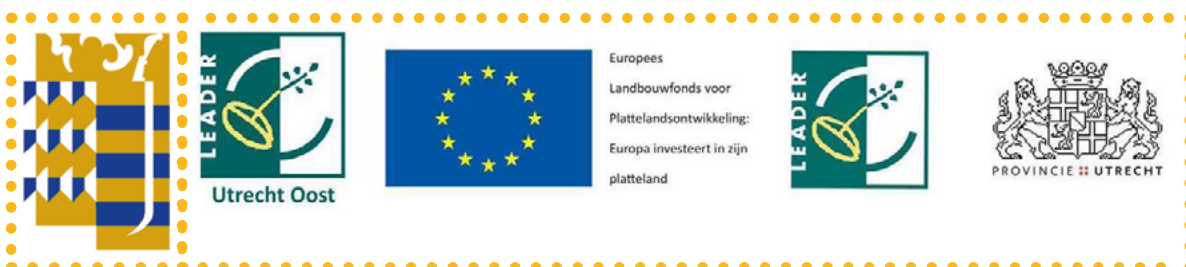 LEADER
Utrecht Oost
Europees
Landbouwfonds voor
Plattelandsontwikkeling:
Europa investeert in zijn
platteland
LEADER
PROVINCIE UTRECHT